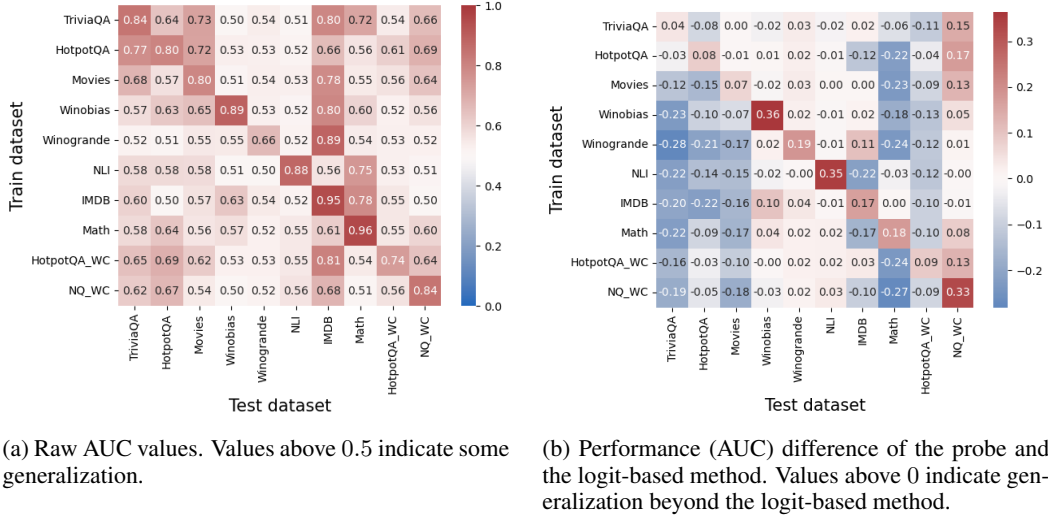 TriviaQA 0.84 0.64 0.73 0.50 0.54 0.51 0.80 0.72 0.54 0.66
HotpotQA 0.77 0.80 0.72 0.53 0.53 0.52 0.66 0.56 0.61 0.69
Movies 0.68 0.57 0.80 0.51 0.54 0.53 0.78 0.55 0.56 0.64
Winobias 0.57 0.63 0.65 0.89 0.53 0.52 0.80 0.60 0.52 0.56
Winogrande 0.52 0.51 0.55 0.55 0.66 0.53 0.89 0.54 0.53 0.52
NLI 0.58 0.58 0.58 0.51 0.50 0.88 0.56 0.75 0.53 0.51
IMDB 0.60 0.50 0.57 0.63 0.54 0.52 0.95 0.78 0.55 0.50
Math 0.58 0.64 0.56 0.57 0.52 0.55 0.61 0.96 0.55 0.60
HotpotQA_WC 0.65 0.69 0.62 0.53 0.53 0.55 0.81 0.54 0.74 0.64
NQ_WC 0.62 0.67 0.54 0.50 0.52 0.56 0.68 0.51 0.56 0.84
Train dataset
TriviaQA HotpotQA Movies Winobias Winogrande NLI IMDB Math HotpotQA_WC NQ_WC
Test dataset
1.0
0.8
0.6
0.4
0.2
0.0
(a) Raw AUC values. Values above 0.5 indicate some
generalization.
TriviaQA 0.04 -0.08 0.00 -0.02 0.03 -0.02 0.02 -0.06 -0.11 0.15
HotpotQA -0.03 0.08 -0.01 0.01 0.02 -0.01 -0.12 -0.22 -0.04 0.17
Movies -0.12 -0.15 0.07 -0.02 0.03 0.00 0.00 -0.23 -0.09 0.13
Winobias -0.23 -0.10 -0.07 0.36 0.02 -0.01 0.02 -0.18 -0.13 0.05
Winogrande -0.28 -0.21 -0.17 0.02 0.19 -0.01 0.11 -0.24 -0.12 0.01
NLI -0.22 -0.14 -0.15 -0.02 -0.00 0.35 -0.22 -0.03 -0.12 -0.00
IMDB -0.20 -0.22 -0.16 0.10 0.04 -0.01 0.17 0.00 -0.10 -0.01
Math -0.22 -0.09 -0.17 0.04 0.02 0.02 -0.17 0.18 -0.10 0.08
HotpotQA_WC -0.16 -0.03 -0.10 -0.00 0.02 0.02 0.03 -0.24 0.09 0.13
NQ_WC -0.19 -0.05 -0.18 -0.03 0.02 0.03 -0.10 -0.27 -0.09 0.33
Train dataset
TriviaQA HotpotQA Movies Winobias Winogrande NLI IMDB Math HotpotQA_WC NQ_WC
Test dataset
0.3
0.2
0.1
0.0
−0.1
−0.2
(b) Performance (AUC) difference of the probe and
the logit-based method. Values above 0 indicate gen-
eralization beyond the logit-based method.